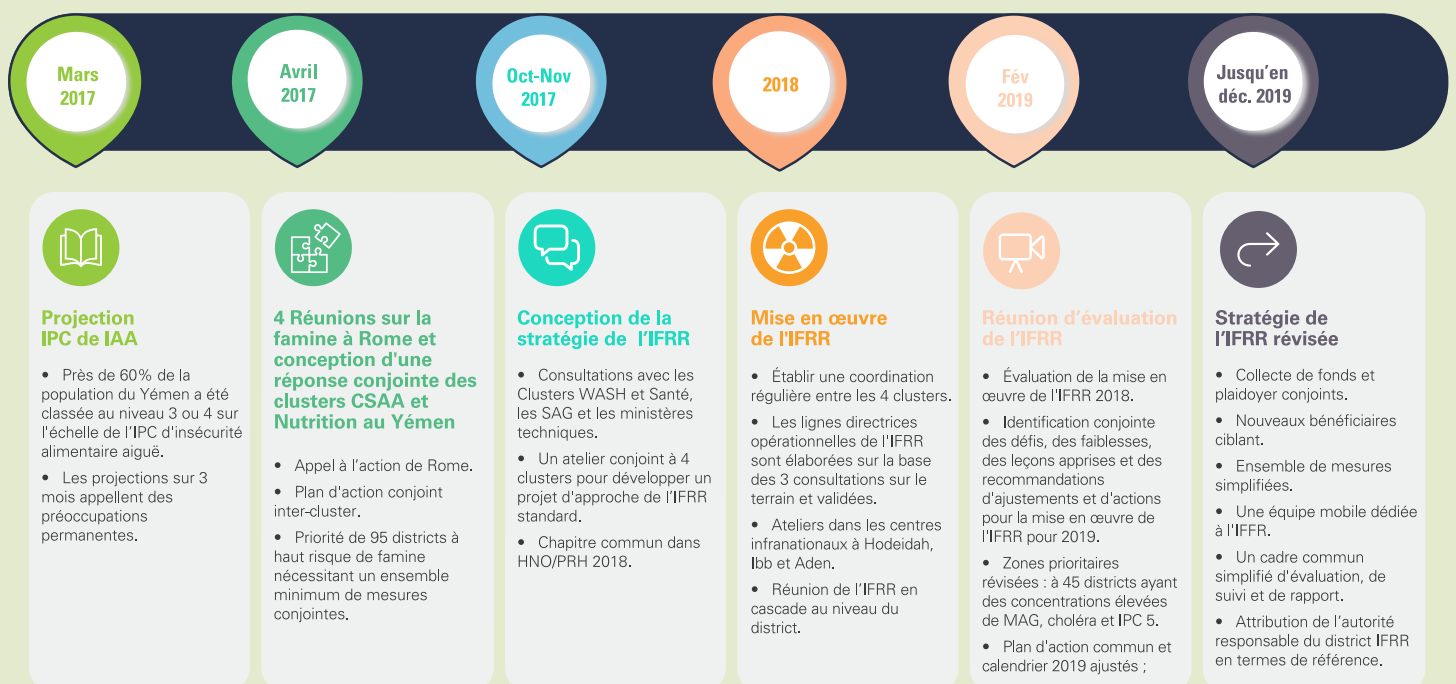 Mars
2017
Avril
2017
Oct-Nov
2017
2018
Fév
2019
Jusqu'en
déc. 2019
Projection
IPC de IAA
• Près de 60% de la
population du Yémen a été
classée au niveau 3 ou 4 sur
l'échelle de l'IPC d'insécurité
alimentaire aiguë.
• Les projections sur 3
mois appellent des
préoccupations
permanentes.
4 Réunions sur la
famine à Rome et
conception d'une
réponse conjointe des
clusters CSAA et
Nutrition au Yémen
• Appel à l'action de Rome.
• Plan d'action conjoint
inter-cluster.
• Priorité de 95 districts à
haut risque de famine
nécessitant un ensemble
minimum de mesures
conjointes.
Conception de la
stratégie de l'IFRR
• Consultations avec les
Clusters WASH et Santé,
les SAG et les ministères
techniques.
• Un atelier conjoint à 4
clusters pour développer un
projet d'approche de l'IFRR
standard.
• Chapitre commun dans
HNO/PRH 2018.
Mise en œuvre
de l'IFRR
• Établir une coordination
régulière entre les 4 clusters.
• Les lignes directrices
opérationnelles de l'IFRR
sont élaborées sur la base
des 3 consultations sur le
terrain et validées.
• Ateliers dans les centres
infranationaux à Hodeidah,
Ibb et Aden.
• Réunion de l'IFRR en
cascade au niveau du
district.
Réunion d'évaluation
de l'IFRR
• Évaluation de la mise en
œuvre de l'IFRR 2018.
• Identification conjointe
des défis, des faiblesses,
des leçons apprises et des
recommandations
d'ajustements et d'actions
pour la mise en œuvre de
l'IFRR pour 2019.
• Zones prioritaires
révisées : à 45 districts ayant
des concentrations élevées
de MAG, choléra et IPC 5.
• Plan d'action commun et
calendrier 2019 ajustés ;
Stratégie de
l'IFRR révisée
• Collecte de fonds et
plaidoyer conjoints.
• Nouveaux bénéficiaires
ciblant.
• Ensemble de mesures
simplifiées.
• Une équipe mobile dédiée
à l'IFFR.
• Un cadre commun
simplifié d'évaluation, de
suivi et de rapport.
• Attribution de l'autorité
responsable du district IFRR
en termes de référence.